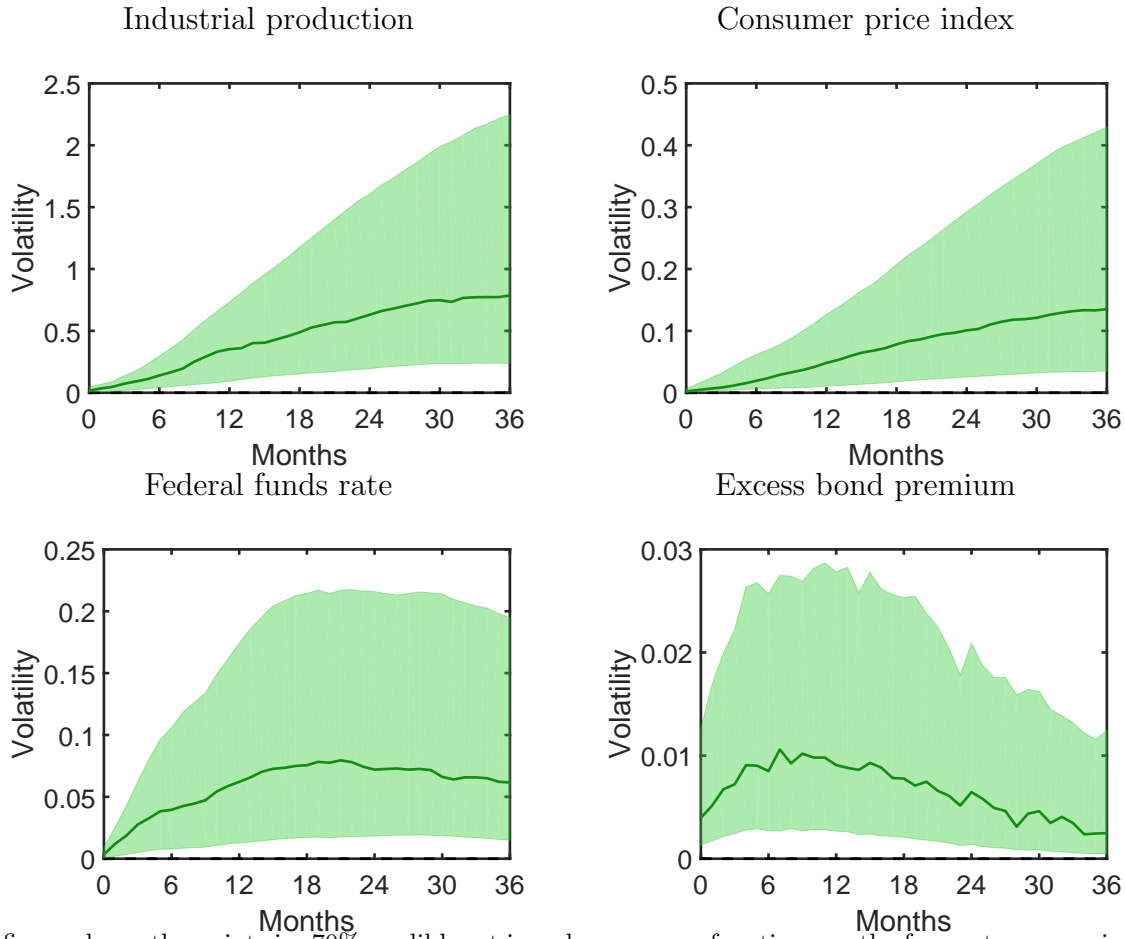 Industrial production
Consumer price index
2.5
2
1.5
1
0.5
0
Volatility
0 6 12 18 24 30 36
Months
0.5
0.4
0.3
0.2
0.1
0
Volatility
0 6 12 18 24 30 36
Months
Federal funds rate
Excess bond premium
0.25
0.2
0.15
0.1
0.05
0
Volatility
0 6 12 18 24 30 36
Months
0.03
0.02
0.01
0
Volatility
0 6 12 18 24 30 36
Months